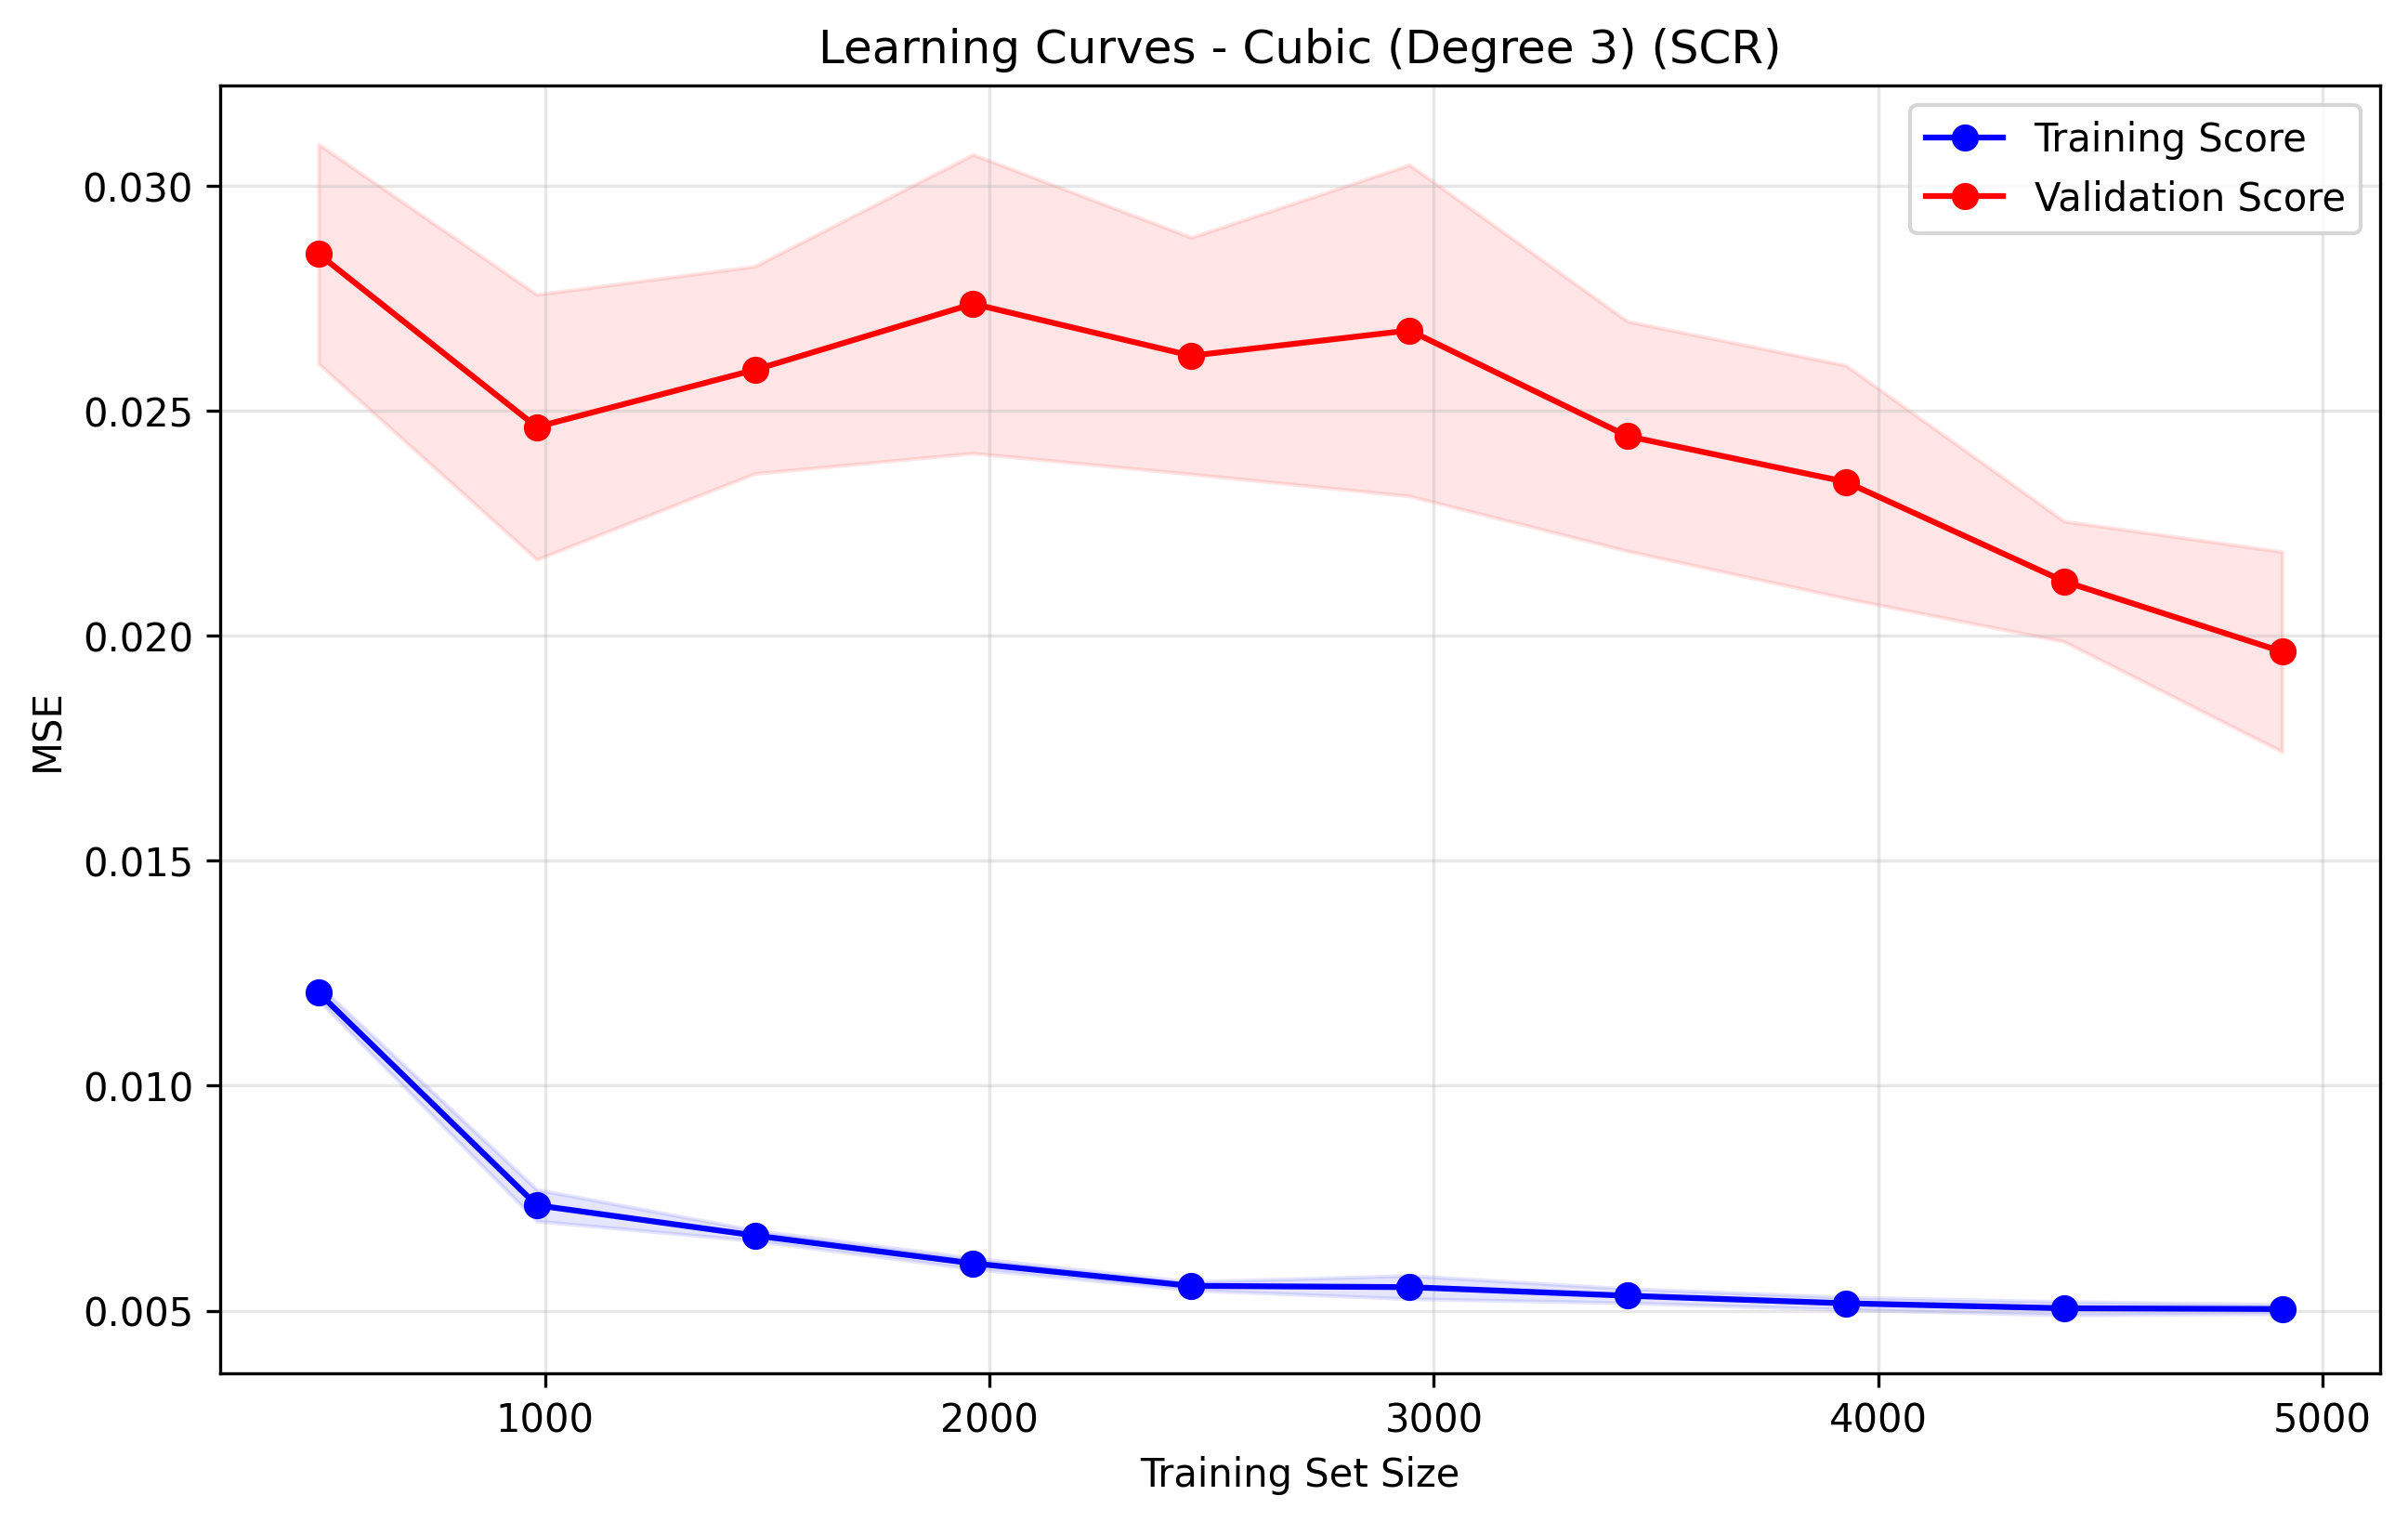 Learning Curves - Cubic (Degree 3) (SCR)
Training Score
Validation Score
0.030
0.025
0.020
0.015
0.010
0.005
MSE
1000 2000 3000 4000 5000
Training Set Size